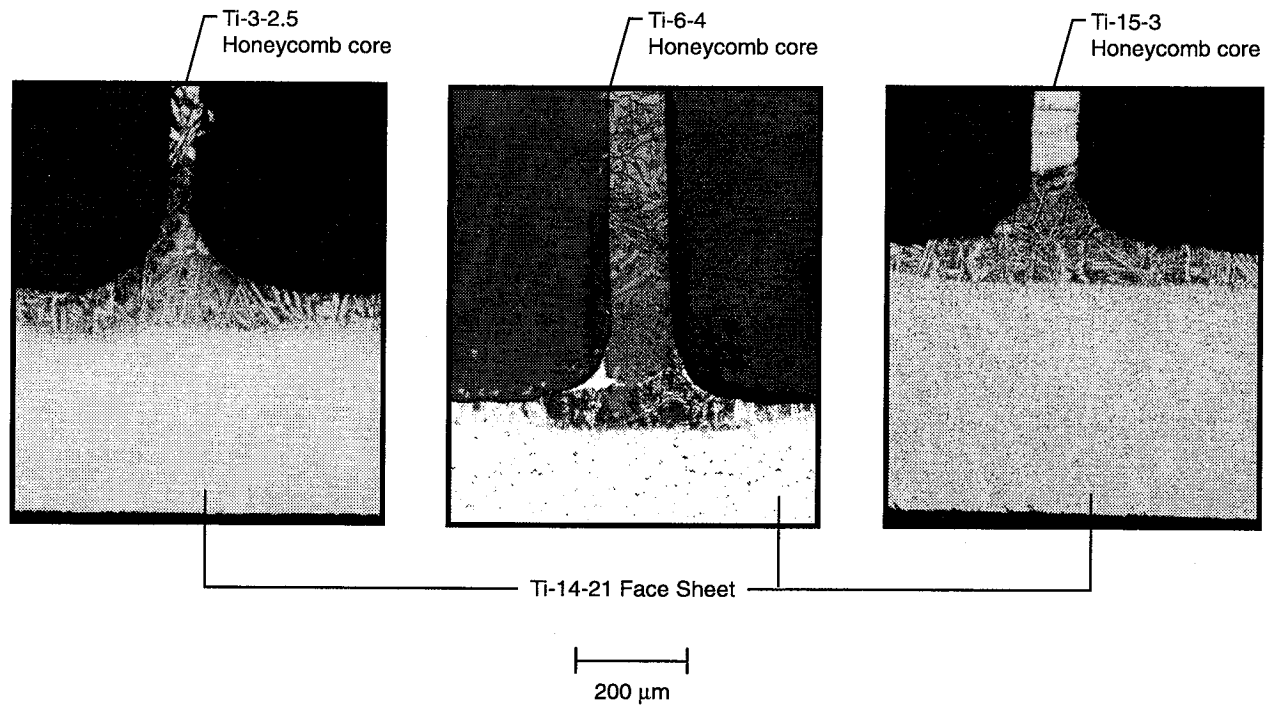 Ti-3-2.5
Honeycomb core
Ti-6-4
Honeycomb core
Ti-15-3
Honeycomb core
Ti-14-21 Face Sheet
200 μm